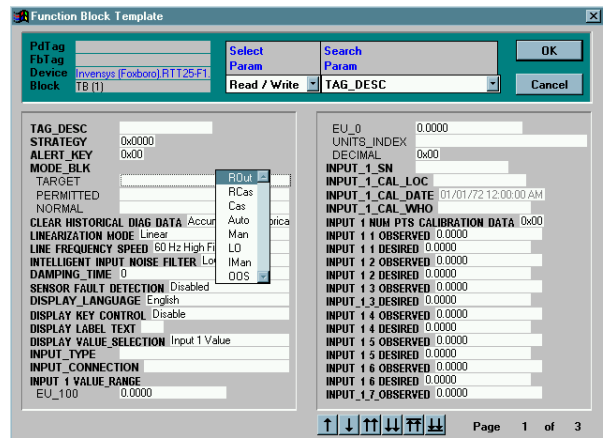 Function Block Template
PdTag
FbTag
Device Invensys (Foxboro).RTT25-F1.
Block TB (1)
Select Param
Read / Write
Search Param
TAG_DESC
OK
Cancel
TAG_DESC
STRATEGY 0x0000
ALERT_KEY 0x00
MODE_BLK
TARGET
PERMITTED
NORMAL
ROut
RCas
Cas
Auto
Man
LO
IMan
OOS
CLEAR HISTORICAL DIAG DATA Accum
LINEARIZATION MODE Linear
LINE FREQUENCY SPEED 60 Hz High Fi
INTELLIGENT INPUT NOISE FILTER
DAMPING_TIME 0
SENSOR FAULT DETECTION Disabled
DISPLAY_LANGUAGE English
DISPLAY KEY CONTROL Disable
DISPLAY LABEL TEXT
DISPLAY VALUE_SELECTION Input 1 Value
INPUT_TYPE
INPUT_CONNECTION
INPUT 1 VALUE_RANGE
EU_100 0.0000
EU_0 0.0000
UNITS_INDEX
DECIMAL 0x00
INPUT_1_SN
INPUT_1_CAL_LOC
INPUT_1_CAL_DATE 01/01/72 12:00:00 AM
INPUT_1_CAL_WHO
INPUT 1 NUM PTS CALIBRATION DATA 0x00
INPUT 1 1 OBSERVED 0.0000
INPUT 1 1 DESIRED 0.0000
INPUT 1 2 OBSERVED 0.0000
INPUT 1 2 DESIRED 0.0000
INPUT 1 3 OBSERVED 0.0000
INPUT_1_3_DESIRED 0.0000
INPUT 1 4 OBSERVED 0.0000
INPUT 1 4 DESIRED 0.0000
INPUT 1 5 OBSERVED 0.0000
INPUT 1 5 DESIRED 0.0000
INPUT 1 6 OBSERVED 0.0000
INPUT 1 6 DESIRED 0.0000
INPUT_1_7_OBSERVED 0.0000
Page 1 of 3